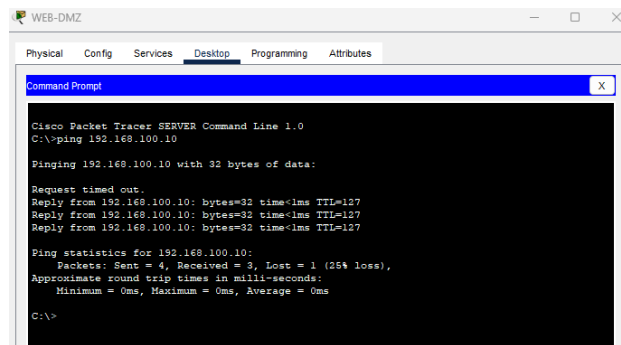 WEB-DMZ
Physical Config Services Desktop Programming Attributes
Command Prompt
X
Cisco Packet Tracer SERVER Command Line 1.0
C:\>ping 192.168.100.10
Pinging 192.168.100.10 with 32 bytes of data:
Request timed out.
Reply from 192.168.100.10: bytes=32 time<1ms TTL=127
Reply from 192.168.100.10: bytes=32 time<1ms TTL=127
Reply from 192.168.100.10: bytes=32 time<1ms TTL=127
Ping statistics for 192.168.100.10:
Packets: Sent = 4, Received = 3, Lost = 1 (25% loss),
Approximate round trip times in milli-seconds:
Minimum = 0ms, Maximum = 0ms, Average = 0ms
C:\>